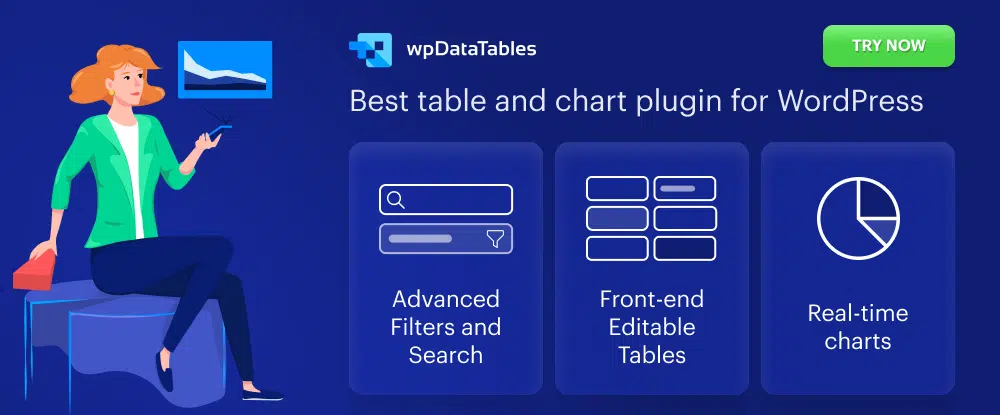 wpDataTables
TRY NOW
Best table and chart plugin for WordPress
Advanced
Filters and
Search
Front-end
Editable
Tables
Real-time
charts